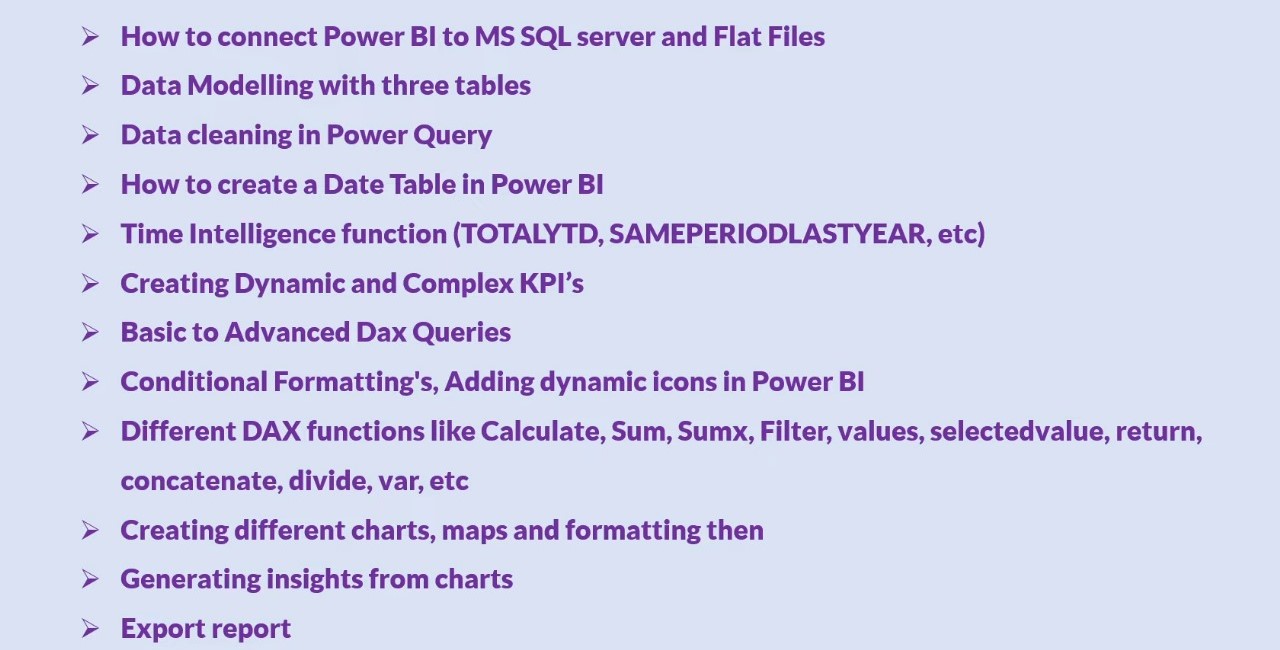 ➢ How to connect Power BI to MS SQL server and Flat Files
➢ Data Modelling with three tables
➢ Data cleaning in Power Query
➢ How to create a Date Table in Power BI
➢ Time Intelligence function (TOTALYTD, SAMEPERIODLASTYEAR, etc)
➢ Creating Dynamic and Complex KPI’s
➢ Basic to Advanced Dax Queries
➢ Conditional Formatting's, Adding dynamic icons in Power BI
➢ Different DAX functions like Calculate, Sum, Sumx, Filter, values, selectedvalue, return,
concatenate, divide, var, etc
➢ Creating different charts, maps and formatting then
➢ Generating insights from charts
➢ Export report